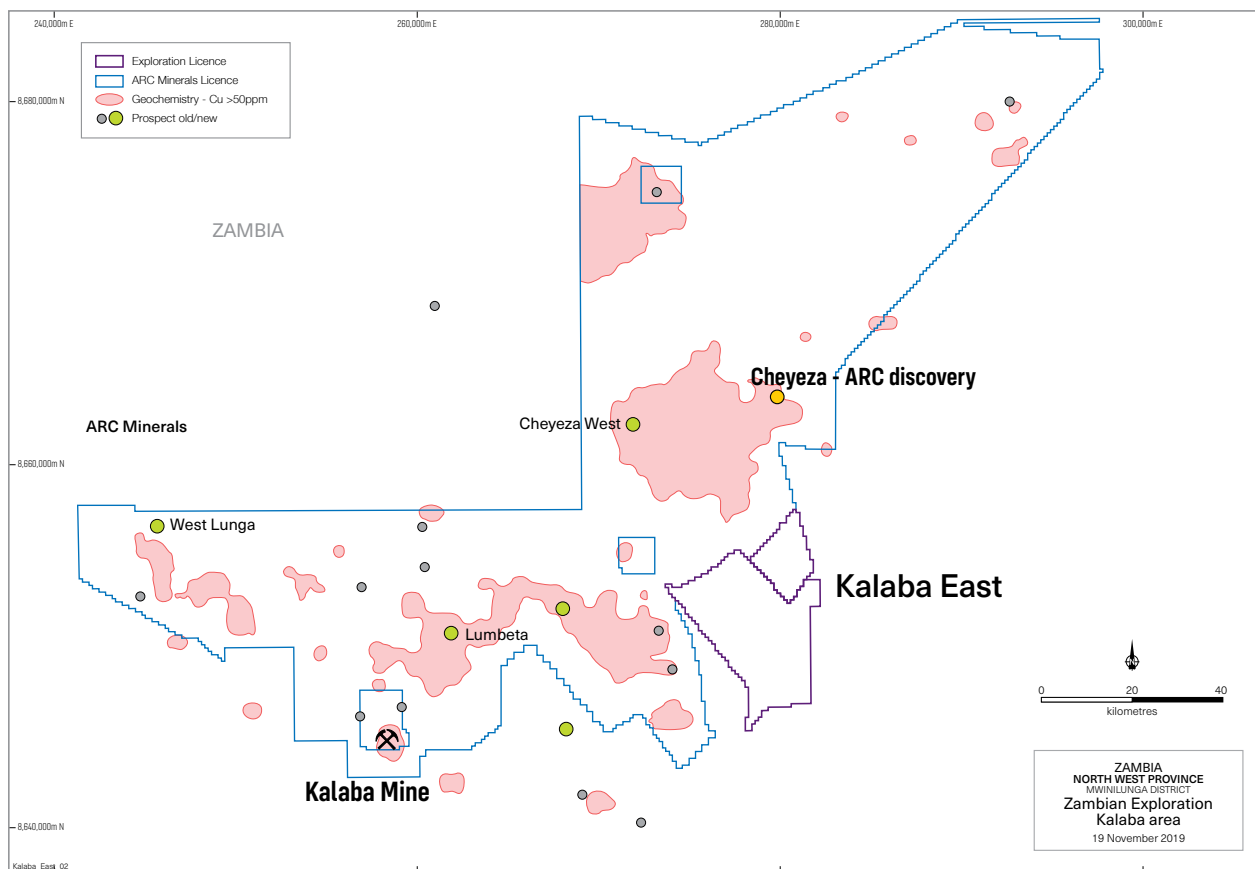 240,000m E
260,000m E
280,000m E
300,000m E
Exploration Licence
ARC Minerals Licence
Geochemistry - Cu >50ppm
Prospect old/new
8,680,000m N
ZAMBIA
Cheyeza - ARC discovery
Cheyeza West
ARC Minerals
8,660,000m N
West Lunga
Kalaba East
Lumbeta
N
0 20 40
kilometres
Kalaba Mine
ZAMBIA
NORTH WEST PROVINCE
MWINILUNGA DISTRICT
Zambian Exploration
Kalaba area
19 November 2019
8,640,000m N
Kalaba_East_02